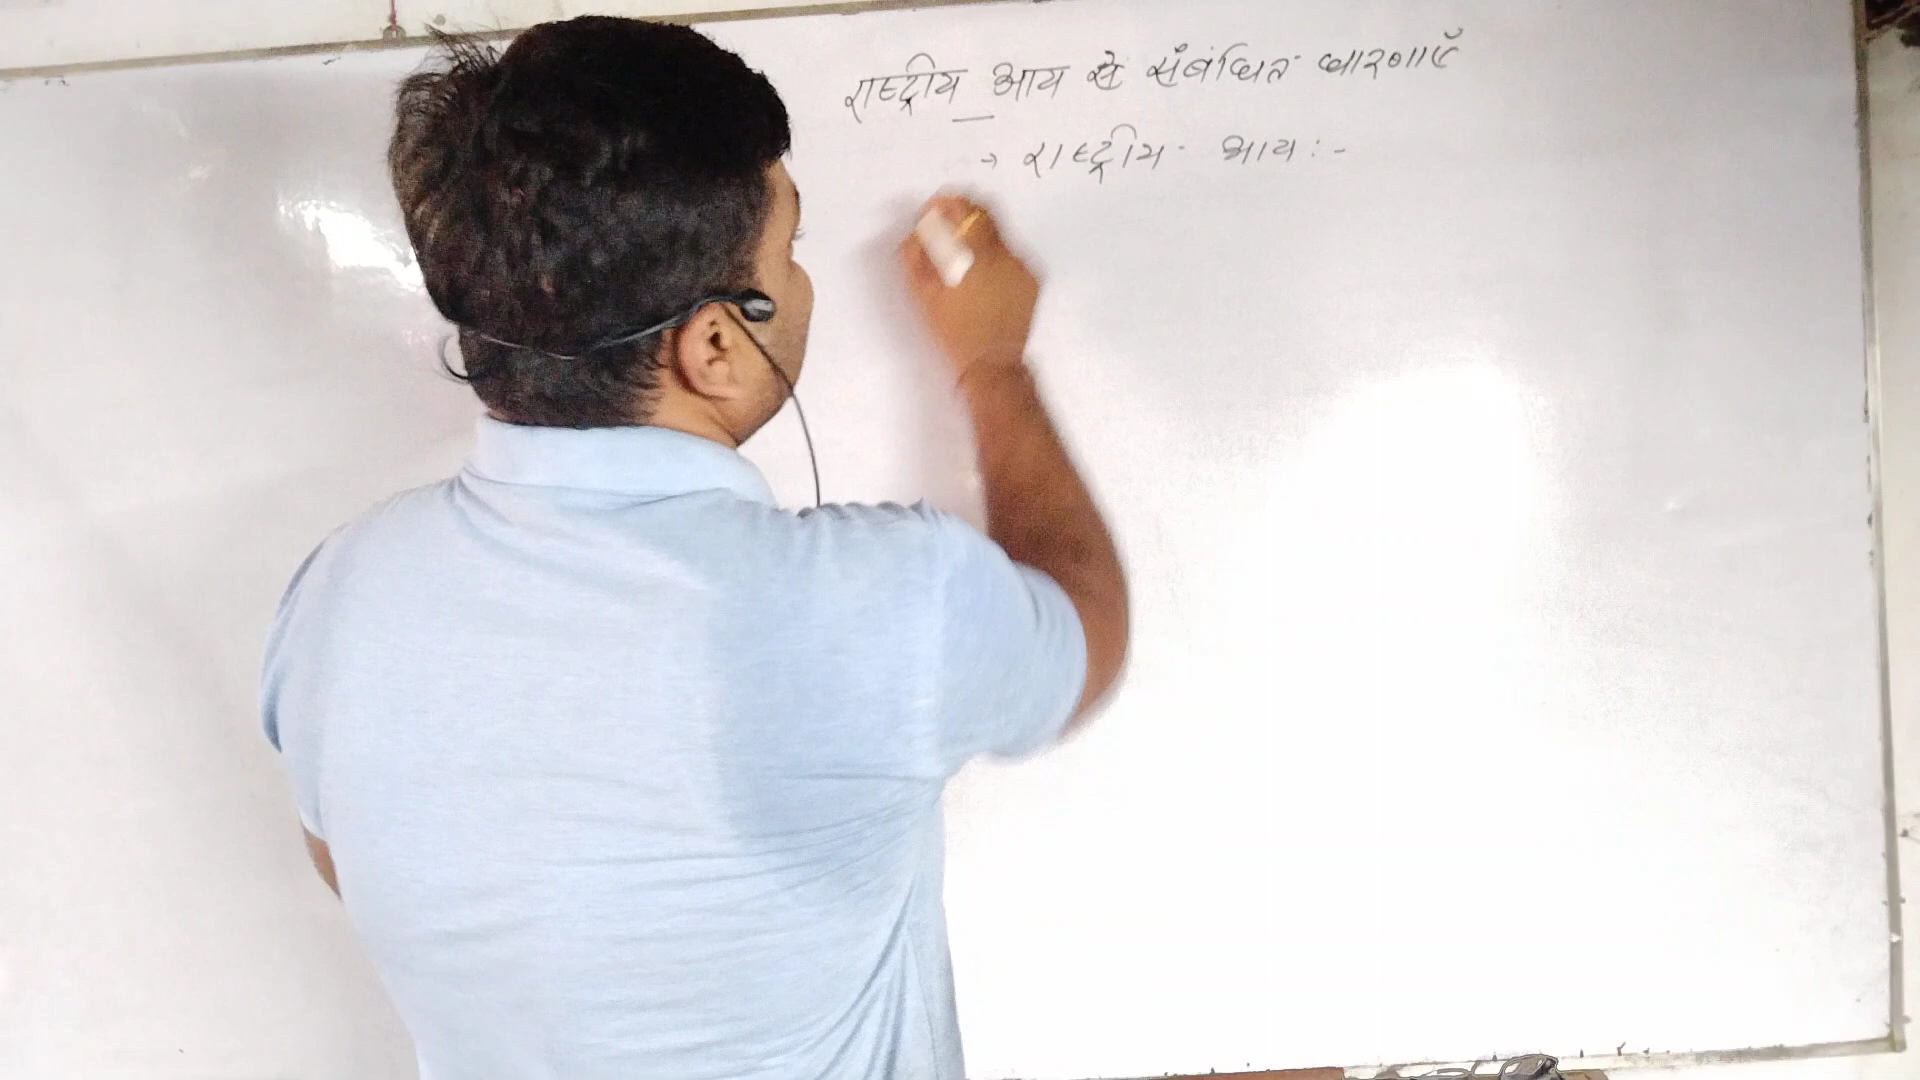 राष्ट्रीय आय से संबंधित धारणाएँ
→ राष्ट्रीय आय :-